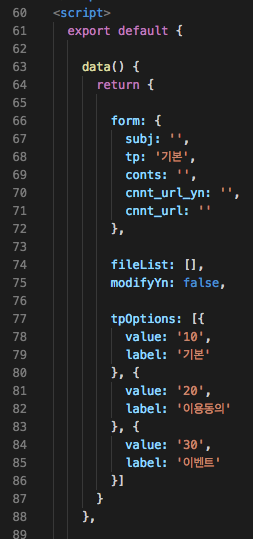 60 <script>
61 export default {
62
63 data() {
64 return {
65
66 form: {
67 subj: '',
68 tp: '기본',
69 conts: '',
70 cnnt_url_yn: '',
71 cnnt_url: ''
72 },
73
74 fileList: [],
75 modifyYn: false,
76
77 tpOptions: [{
78 value: '10',
79 label: '기본'
80 }, {
81 value: '20',
82 label: '이용동의'
83 }, {
84 value: '30',
85 label: '이벤트'
86 }]
87 }
88 },
89